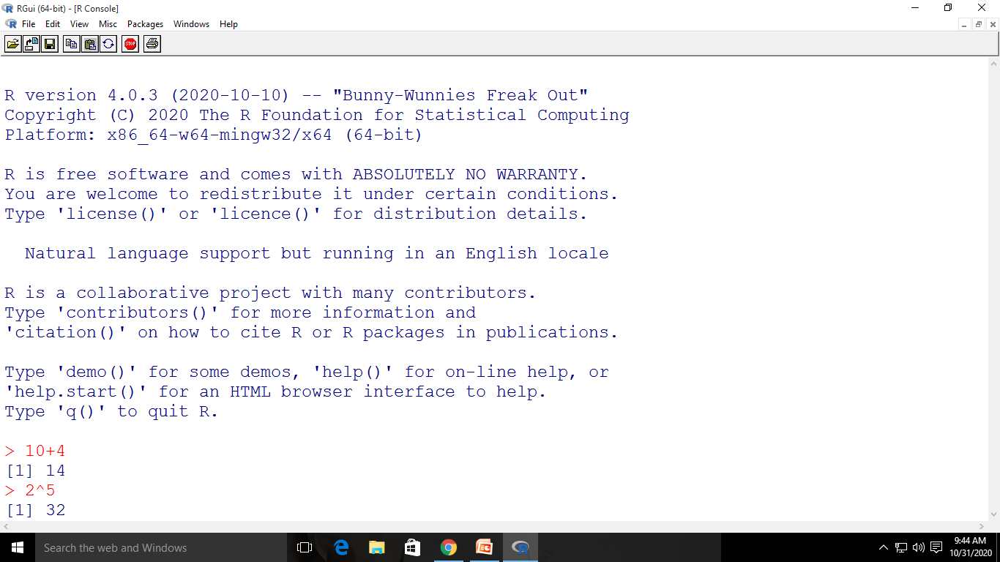 RGui (64-bit) - [R Console]
File Edit View Misc Packages Windows Help
STOP
R version 4.0.3 (2020-10-10) -- "Bunny-Wunnies Freak Out"
Copyright (C) 2020 The R Foundation for Statistical Computing
Platform: x86_64-w64-mingw32/x64 (64-bit)
R is free software and comes with ABSOLUTELY NO WARRANTY.
You are welcome to redistribute it under certain conditions.
Type 'license()' or 'licence()' for distribution details.
Natural language support but running in an English locale
R is a collaborative project with many contributors.
Type 'contributors()' for more information and
'citation()' on how to cite R or R packages in publications.
Type 'demo()' for some demos, 'help()' for on-line help, or
'help.start()' for an HTML browser interface to help.
Type 'q()' to quit R.
> 10+4
[1] 14
> 2^5
[1] 32
Search the web and Windows
9:44 AM
10/31/2020